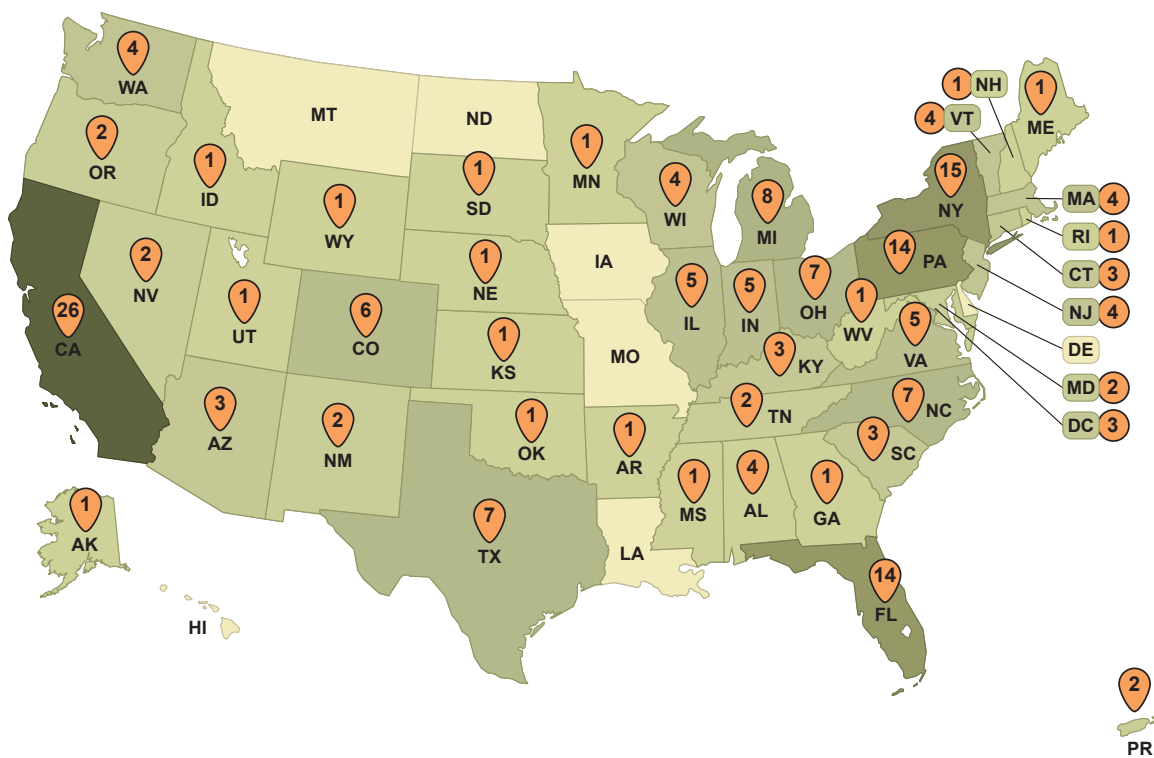 4
WA
MT
ND
1 NH
4 VT
1
ME
2
OR
1
ID
1
WY
1
SD
1
MN
4
WI
8
MI
15
NY
MA 4
RI 1
CT 3
NJ 4
DE
MD 2
DC 3
14 PA
26
CA
2
NV
1
UT
6
CO
1
NE
1
KS
IA
MO
5
IL
5
IN
7
OH
1
WV
5
VA
3 KY
3
AZ
2
NM
1
OK
1
AR
2 TN
7 NC
3
SC
1
MS
4
AL
1
GA
7
TX
LA
14
FL
1
AK
HI
2
PR